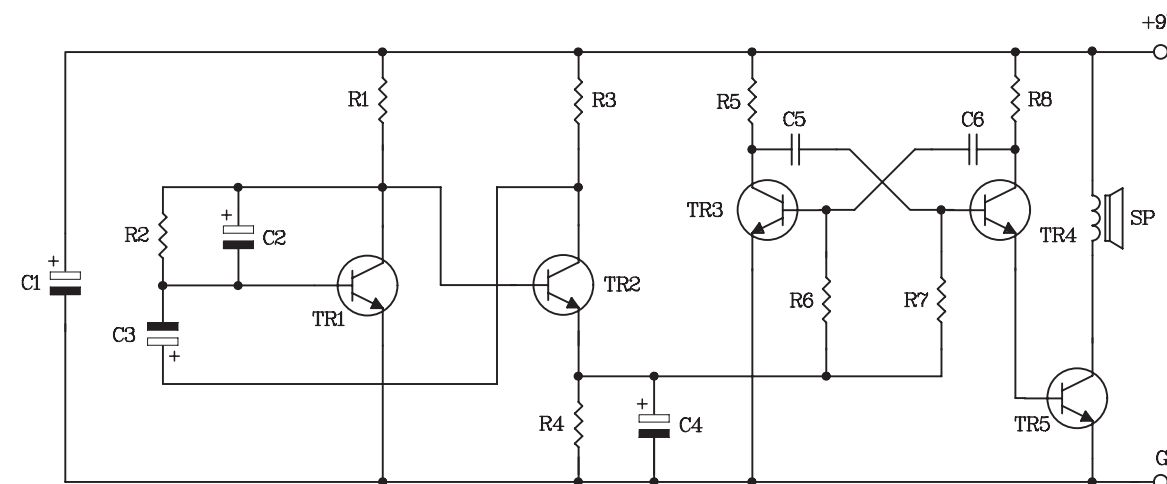 +9
R1
R3
R5
R8
C5
C6
R2
C2
TR3
TR4
SP
C1
+
+
TR1
TR2
C3
+
R6
R7
R4
+
C4
TR5
G